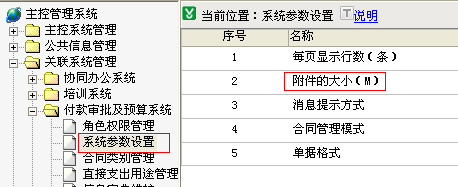 主控管理系统
主控系统管理
公共信息管理
关联系统管理
协同办公系统
培训系统
付款审批及预算系统
角色权限管理
系统参数设置
合同类别管理
直接支出用途管理
当前位置：系统参数设置 说明
序号 名称
1 每页显示行数(条)
2 附件的大小(M)
3 消息提示方式
4 合同管理模式
5 单据格式